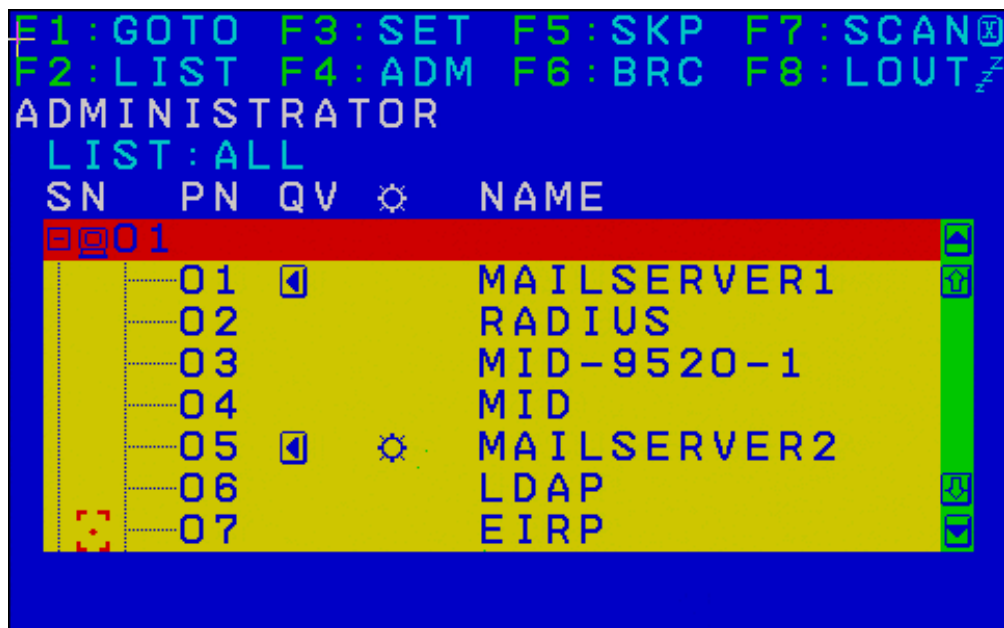 F1:GOTO F3:SET F5:SKP F7:SCAN
F2:LIST F4:ADM F6:BRC F8:LOUT zZ
ADMINISTRATOR
LIST:ALL
SN PN QV ☼ NAME
01
01 MAILSERVER1
02 RADIUS
03 MID-9520-1
04 MID
05 ☼ MAILSERVER2
06 LDAP
07 EIRP